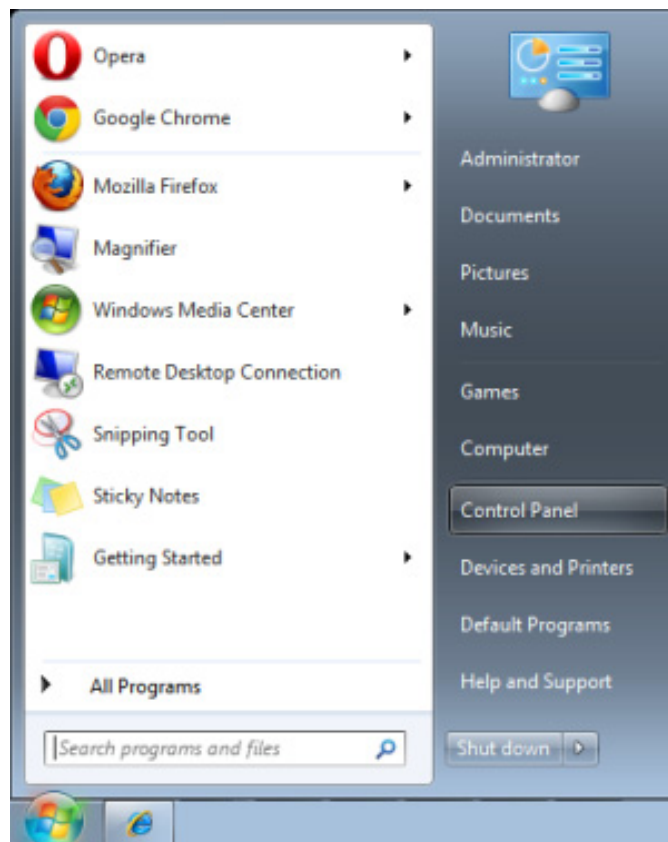 Opera
Google Chrome
Mozilla Firefox
Magnifier
Windows Media Center
Remote Desktop Connection
Snipping Tool
Sticky Notes
Getting Started
All Programs
Search programs and files
Administrator
Documents
Pictures
Music
Games
Computer
Control Panel
Devices and Printers
Default Programs
Help and Support
Shut down